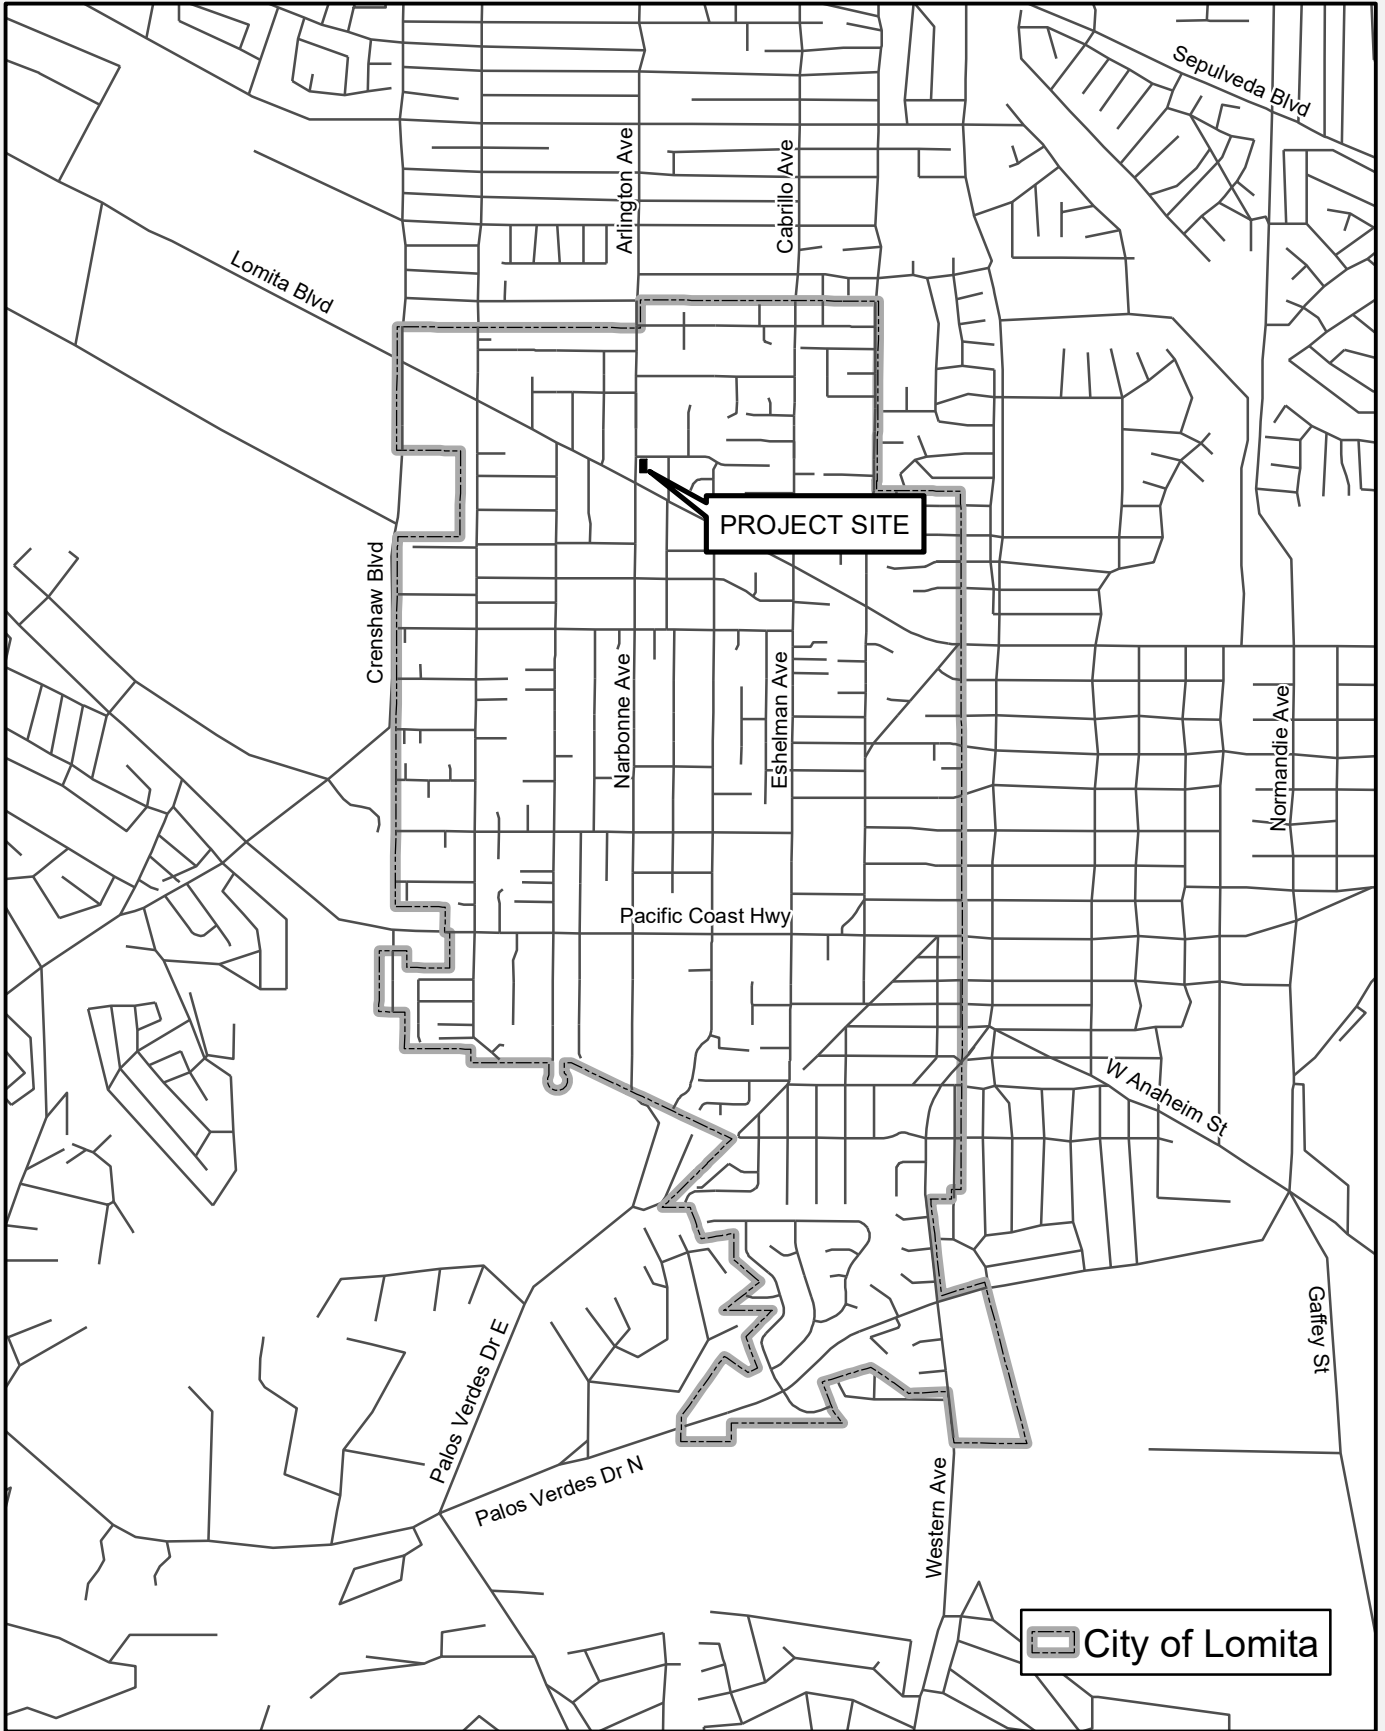 Sepulveda Blvd
Arlington Ave
Cabrillo Ave
Lomita Blvd
PROJECT SITE
Crenshaw Blvd
Narbonne Ave
Eshelman Ave
Normandie Ave
Pacific Coast Hwy
W Anaheim St
Gaffey St
Palos Verdes Dr E
Palos Verdes Dr N
Western Ave
City of Lomita